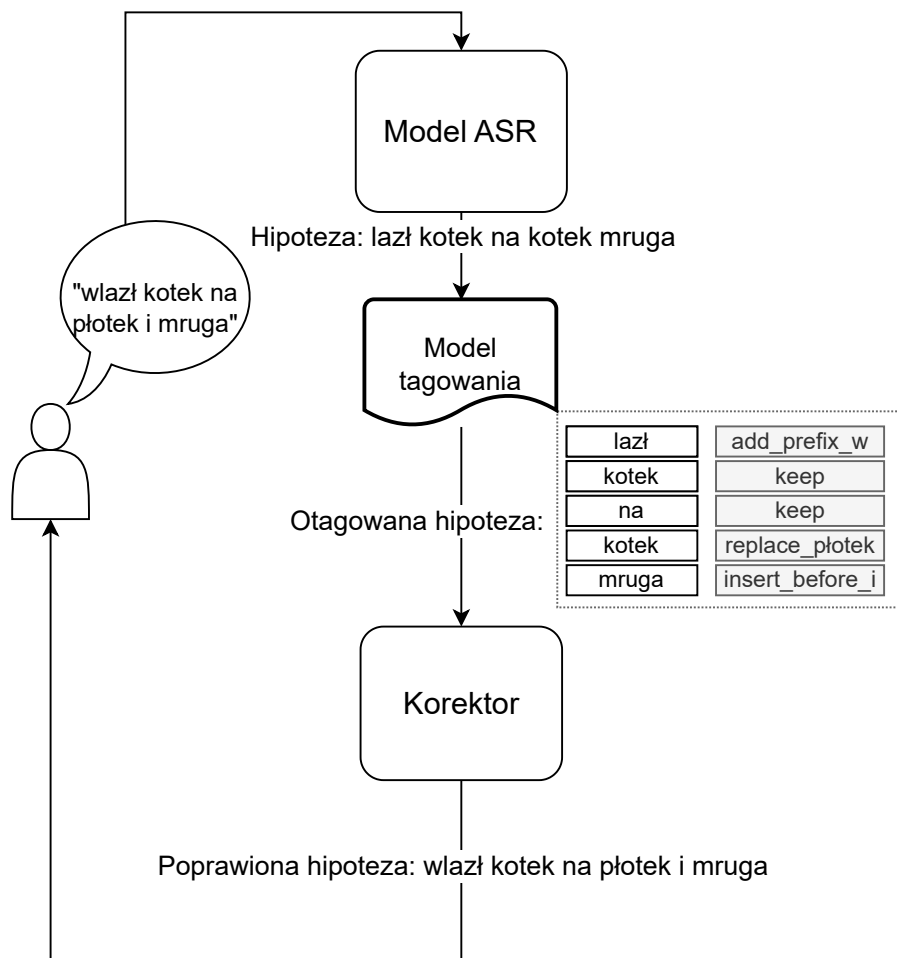 Model ASR
Hipoteza: lazł kotek na kotek mruga
"wlazł kotek na
płotek i mruga"
Model
tagowania
Otagowana hipoteza:
lazł add_prefix_w
kotek keep
na keep
kotek replace_płotek
mruga insert_before_i
Korektor
Poprawiona hipoteza: wlazł kotek na płotek i mruga